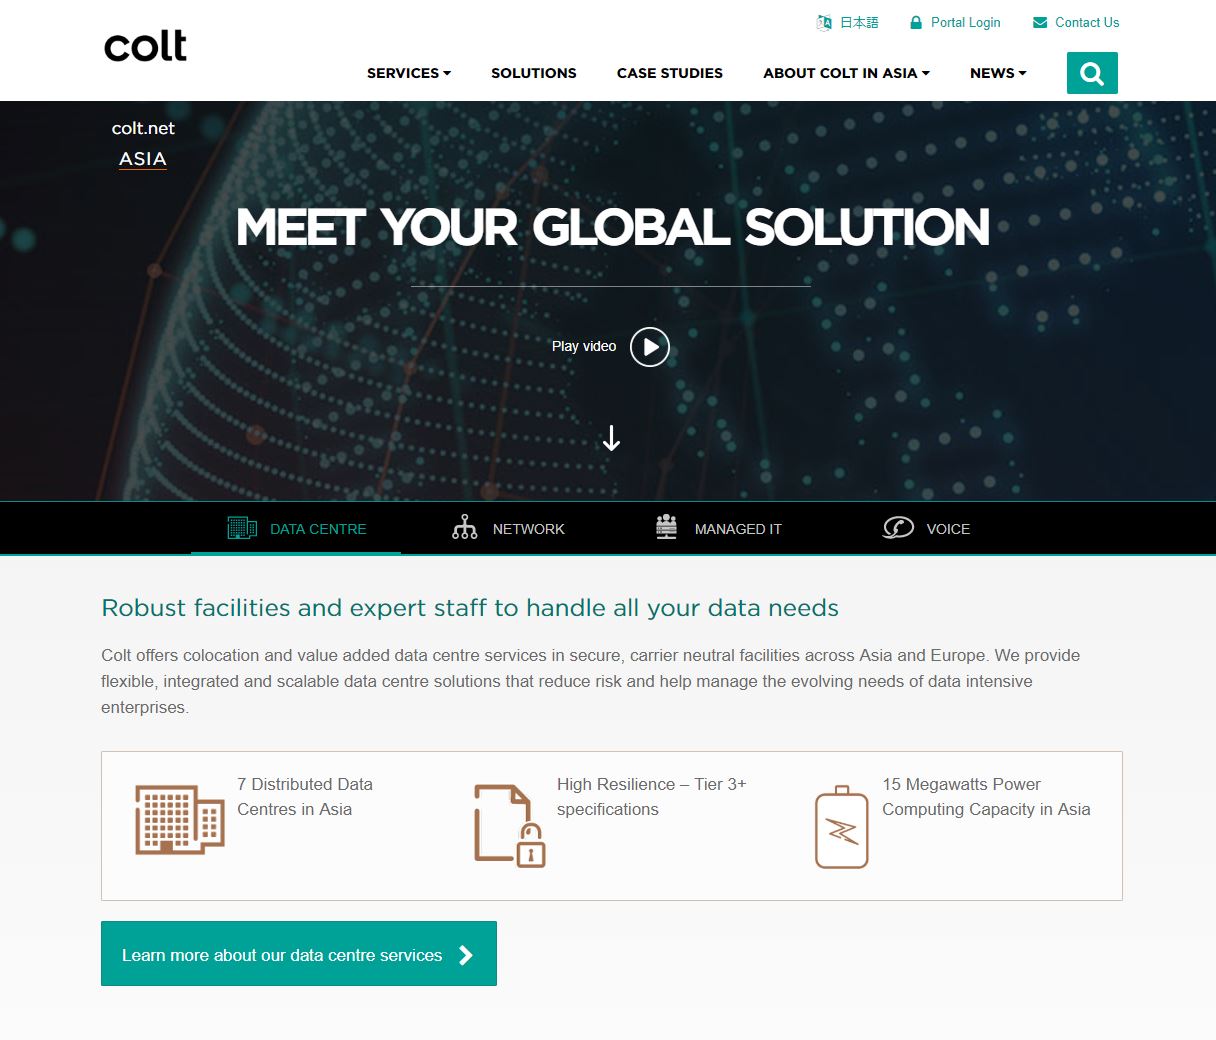 colt
日本語
Portal Login
Contact Us
SERVICES
SOLUTIONS
CASE STUDIES
ABOUT COLT IN ASIA
NEWS
colt.net
ASIA
MEET YOUR GLOBAL SOLUTION
Play video
DATA CENTRE
NETWORK
MANAGED IT
VOICE
Robust facilities and expert staff to handle all your data needs
Colt offers colocation and value added data centre services in secure, carrier neutral facilities across Asia and Europe. We provide
flexible, integrated and scalable data centre solutions that reduce risk and help manage the evolving needs of data intensive
enterprises.
7 Distributed Data
Centres in Asia
High Resilience – Tier 3+
specifications
15 Megawatts Power
Computing Capacity in Asia
Learn more about our data centre services